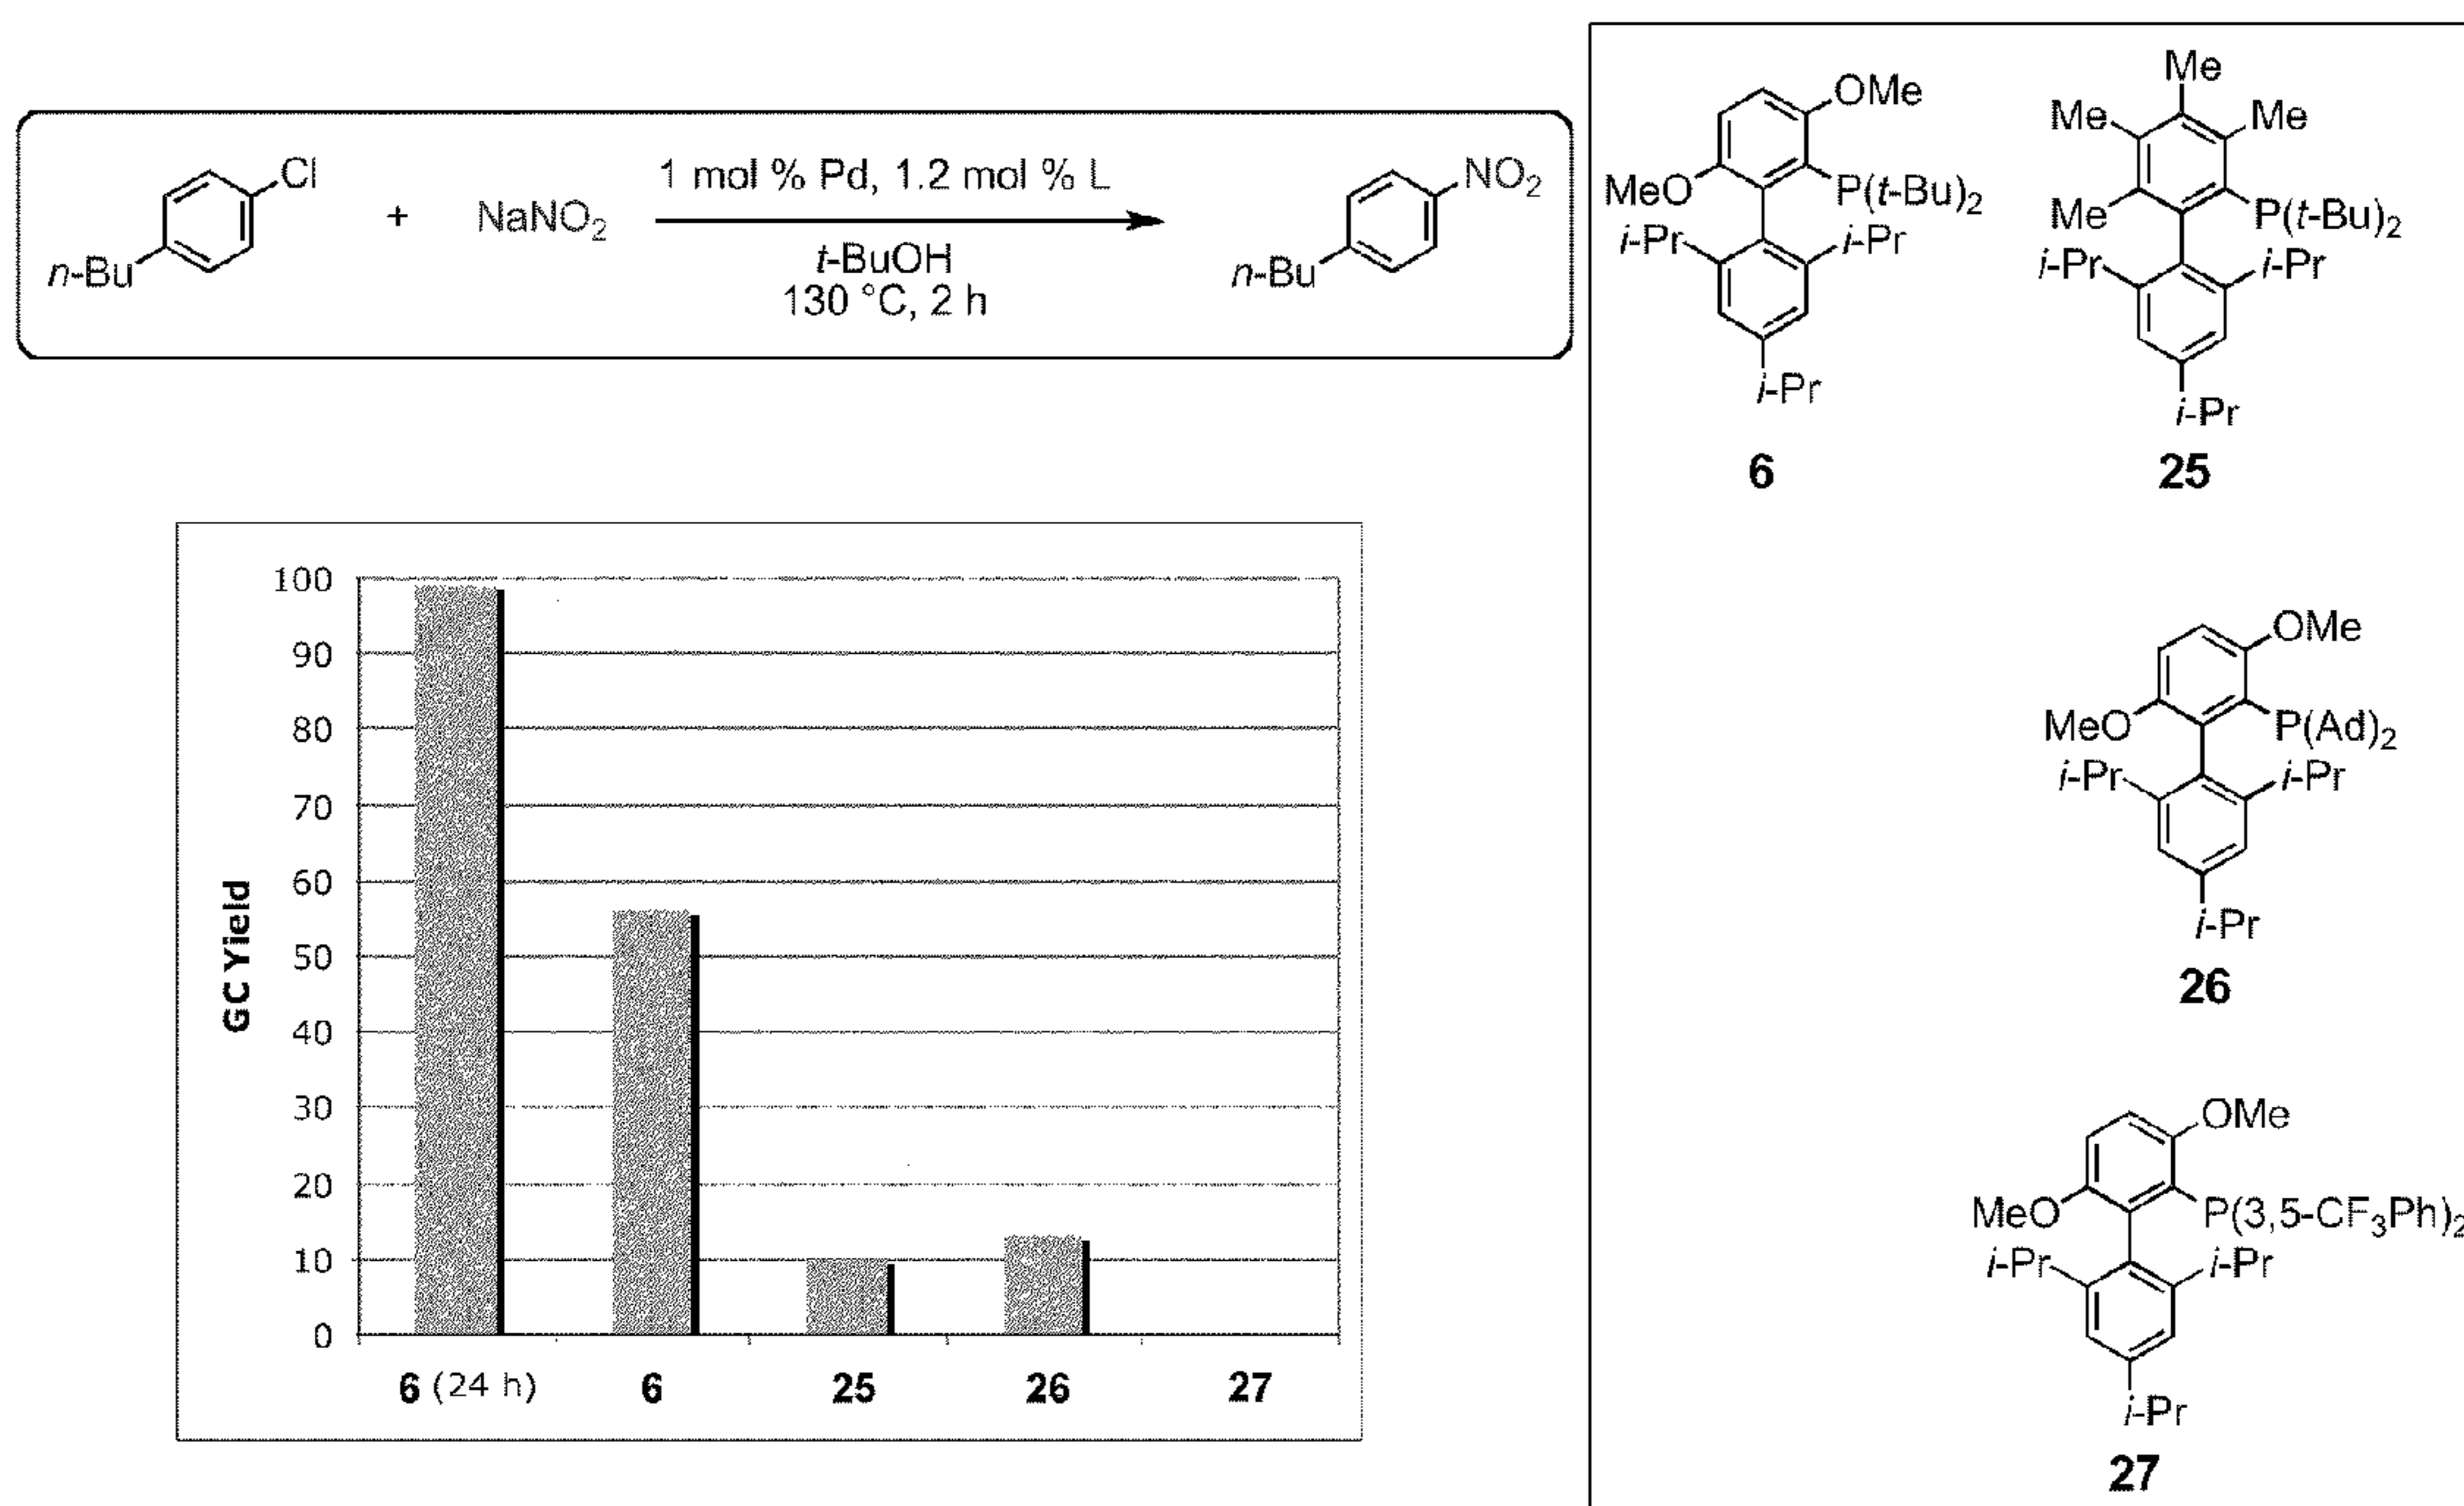 Cl
n-Bu
+
NaNO2
1 mol % Pd, 1.2 mol % L
t-BuOH
130 °C, 2 h
NO2
n-Bu
GC Yield
100
90
80
70
60
50
40
30
20
10
0
6 (24 h) 6 25 26 27
OMe
MeO
P(t-Bu)2
i-Pr
i-Pr
i-Pr
6
Me
Me
Me
Me
P(t-Bu)2
i-Pr
i-Pr
i-Pr
25
OMe
MeO
P(Ad)2
i-Pr
i-Pr
i-Pr
26
OMe
MeO
P(3,5-CF3Ph)2
i-Pr
i-Pr
i-Pr
27